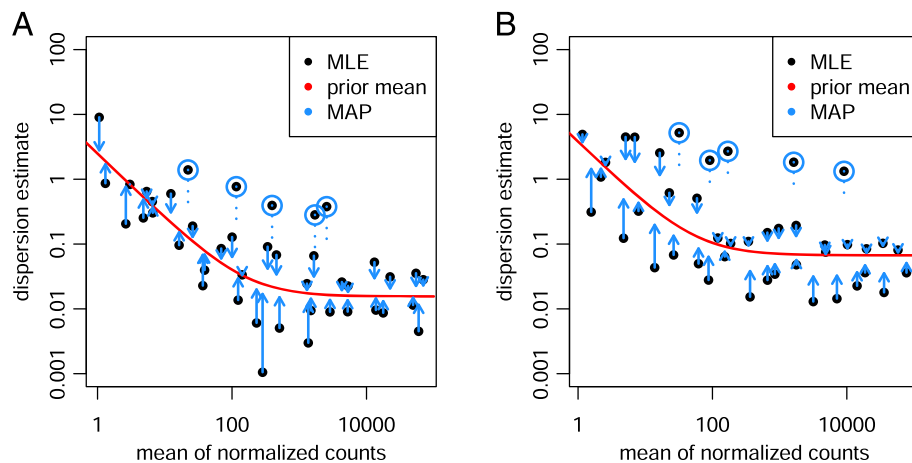 A
100
10
1
0.1
0.01
0.001
dispersion estimate
MLE
prior mean
MAP
1
100
10000
mean of normalized counts
B
100
10
1
0.1
0.01
0.001
dispersion estimate
MLE
prior mean
MAP
1
100
10000
mean of normalized counts